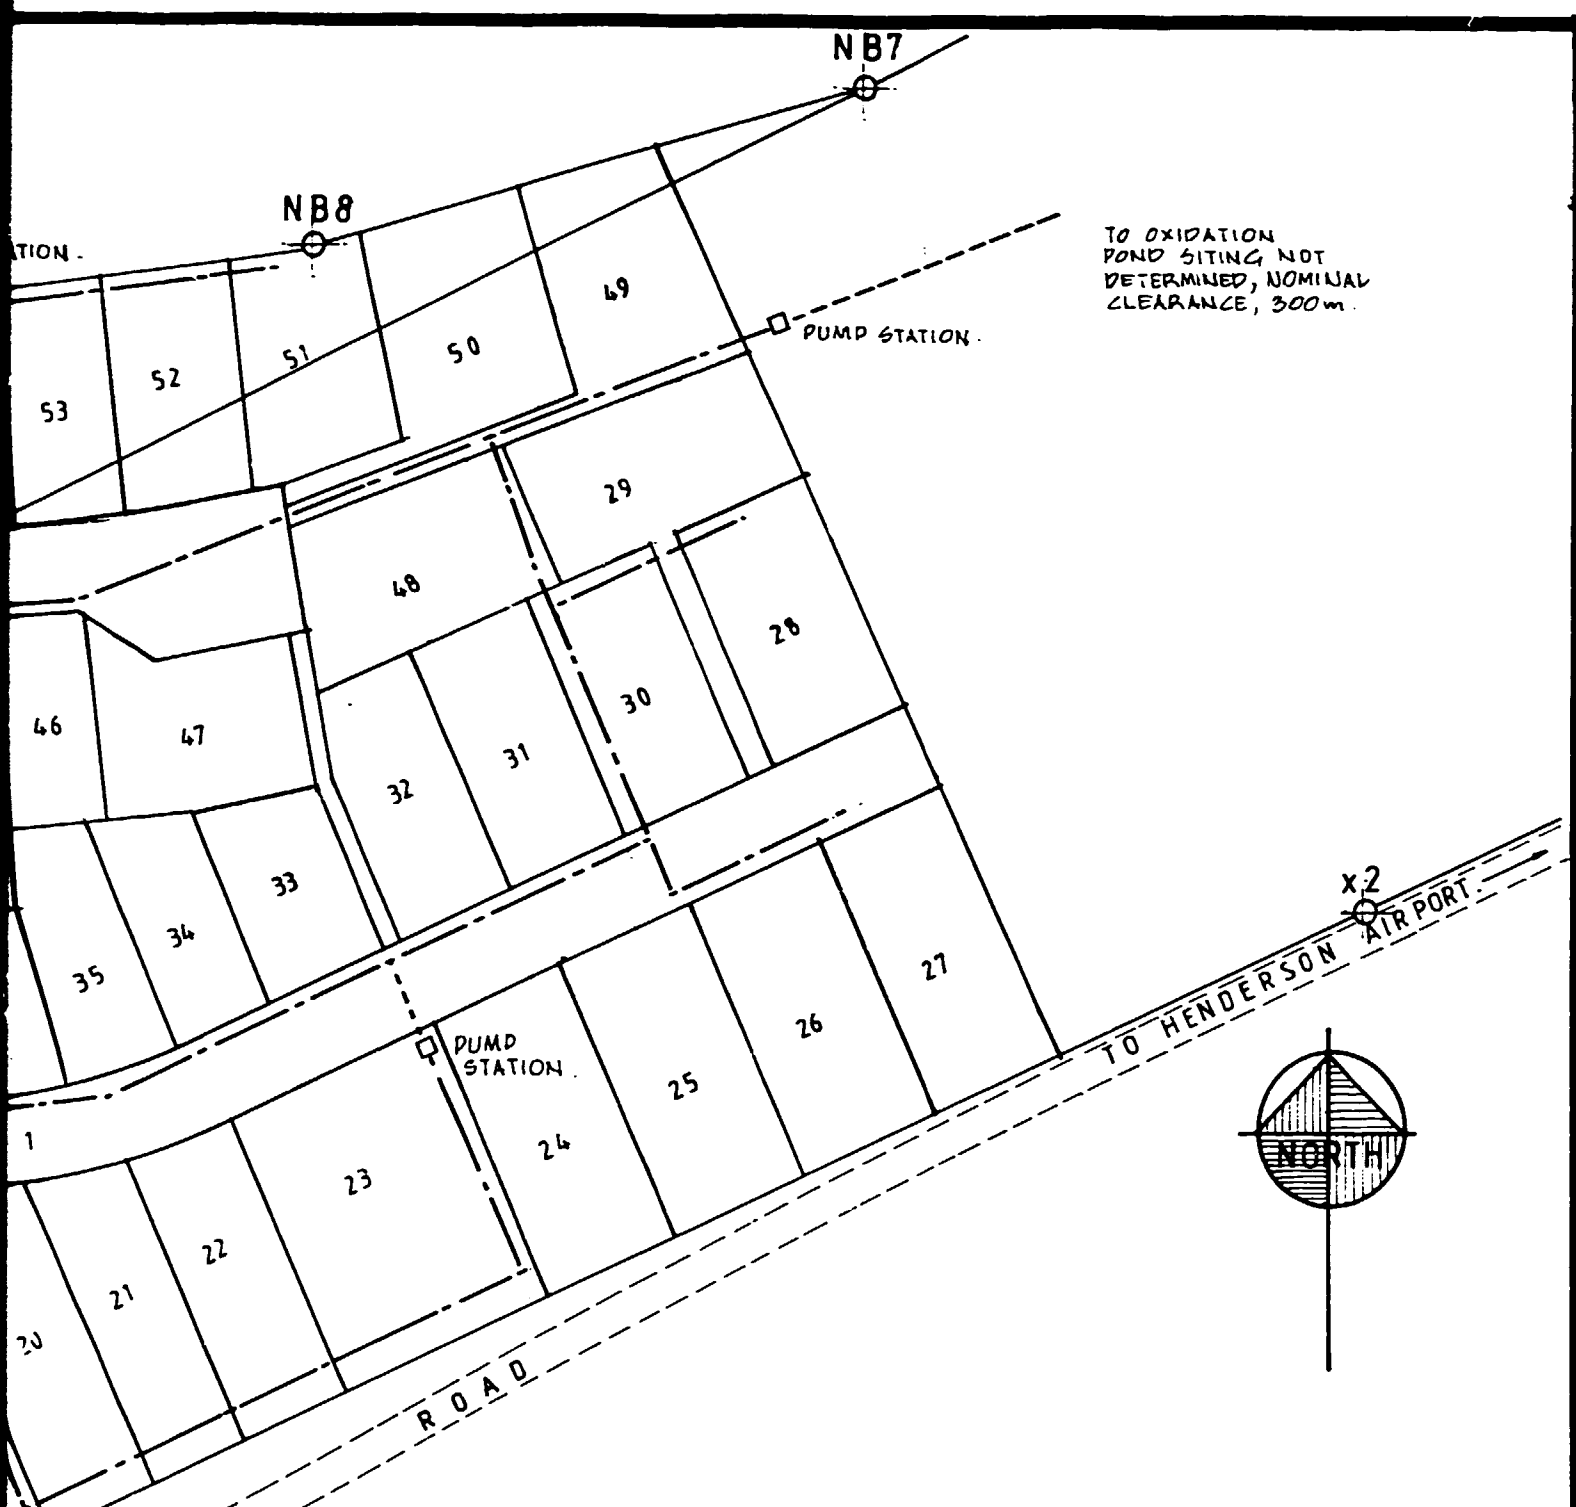 NB7
NB8
TATION.
TO OXIDATION
POND SITING NOT
DETERMINED, NOMINAL
CLEARANCE, 300m.
PUMP STATION.
49
50
51
52
53
29
48
28
30
31
32
46
47
33
34
35
27
26
25
24
PUMP
STATION.
1
23
22
21
20
X2
TO HENDERSON AIRPORT.
ROAD
NORTH